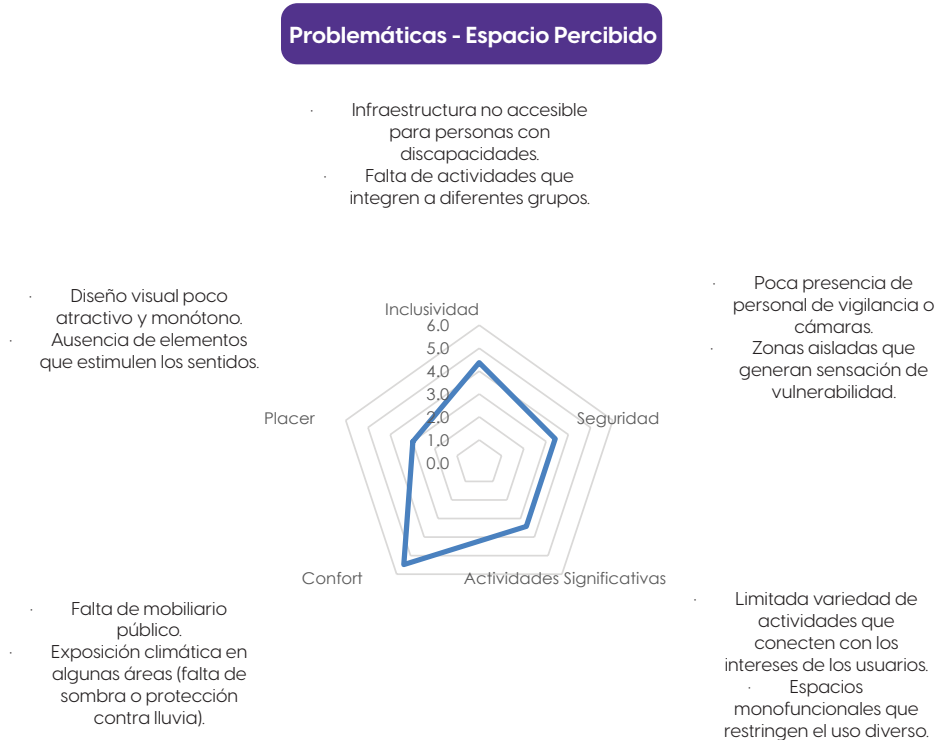 Problemáticas - Espacio Percibido
· Infraestructura no accesible
para personas con
discapacidades.
· Falta de actividades que
integren a diferentes grupos.
· Diseño visual poco
atractivo y monótono.
· Ausencia de elementos
que estimulen los sentidos.
· Poca presencia de
personal de vigilancia o
cámaras.
· Zonas aisladas que
generan sensación de
vulnerabilidad.
Inclusividad
6.0
5.0
4.0
3.0
2.0
1.0
0.0
Placer
Seguridad
Confort
Actividades Significativas
· Falta de mobiliario
público.
· Exposición climática en
algunas áreas (falta de
sombra o protección
contra lluvia).
· Limitada variedad de
actividades que
conecten con los
intereses de los usuarios.
· Espacios
monofuncionales que
restringen el uso diverso.